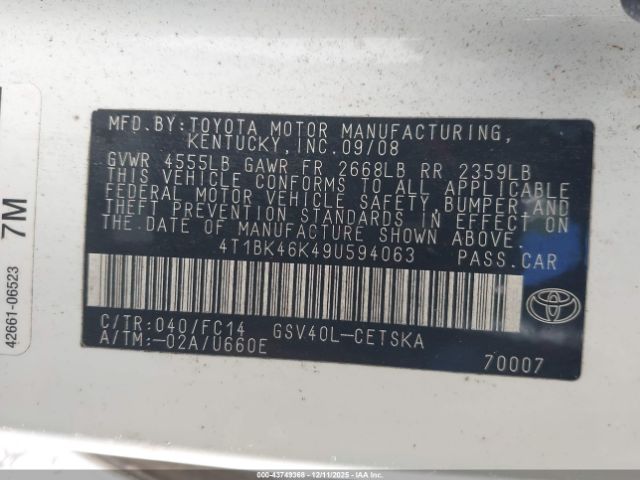 MFD.BY:TOYOTA MOTOR MANUFACTURING,
KENTUCKY,INC.09/08
GVWR 4555LB GAWR FR 2668LB RR 2359LB
THIS VEHICLE CONFORMS TO ALL APPLICABLE
FEDERAL MOTOR VEHICLE SAFETY, BUMPER,AND
THEFT PREVENTION STANDARDS IN EFFECT ON
THE DATE OF MANUFACTURE SHOWN ABOVE.
4T1BK46K49U594063 PASS.CAR
C/TR:040/FC14 GSV40L-CETSKA
A/TM:-02A/U660E
70007
42661-06523 7M
IAA-43749368 - 12/11/2025 - IAA Inc.